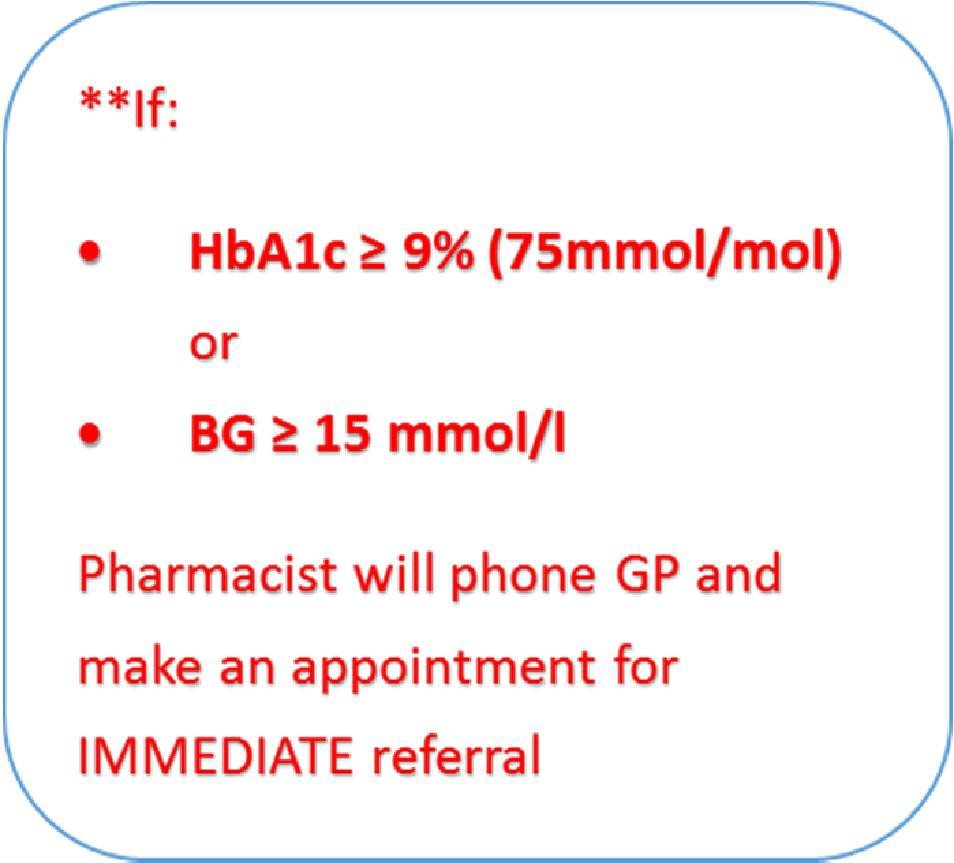 **If:
• HbA1c ≥ 9% (75mmol/mol)
or
• BG ≥ 15 mmol/l
Pharmacist will phone GP and
make an appointment for
IMMEDIATE referral